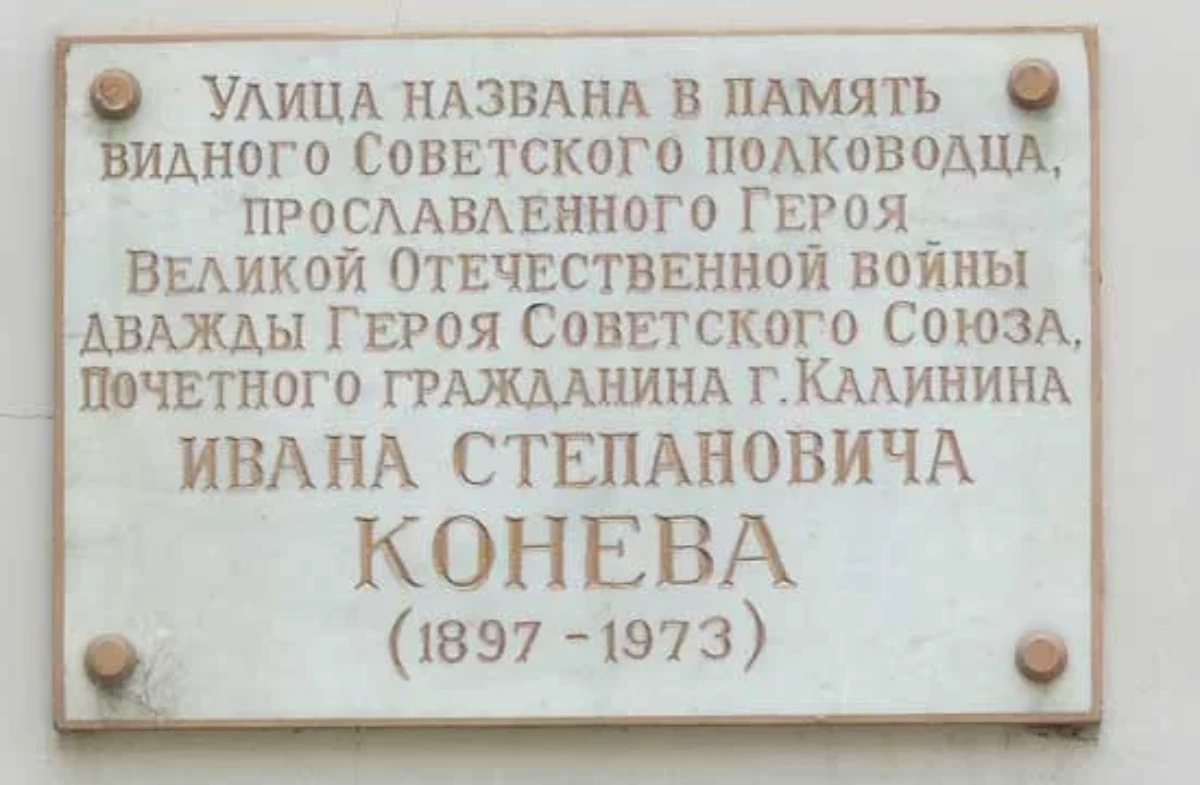 Улица названа в память
видного Советского полководца,
прославленного Героя
Великой Отечественной войны
дважды Героя Советского Союза,
Почетного гражданина г. Калинина
ИВАНА СТЕПАНОВИЧА
КОНЕВА
(1897 - 1973)